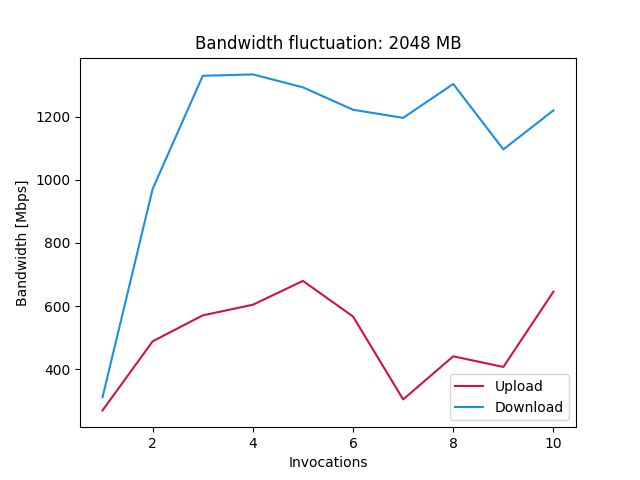 Bandwidth fluctuation: 2048 MB
Bandwidth [Mbps]
1200
1000
800
600
400
Upload
Download
2 4 6 8 10
Invocations